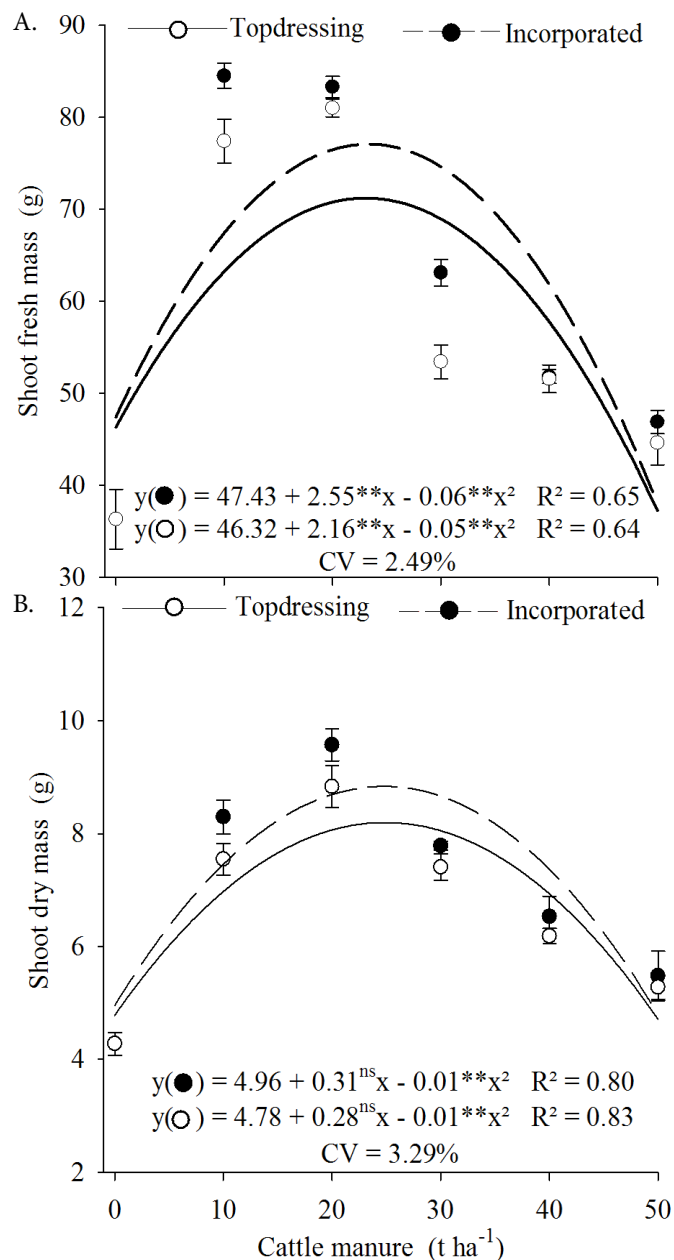 A.
Topdressing Incorporated
90
80
70
60
50
40
30
Shoot fresh mass (g)
y(●) = 47.43 + 2.55**x - 0.06**x² R² = 0.65
y(○) = 46.32 + 2.16**x - 0.05**x² R² = 0.64
CV = 2.49%
B.
Topdressing Incorporated
12
10
8
6
4
2
Shoot dry mass (g)
y(●) = 4.96 + 0.31ⁿˢx - 0.01**x² R² = 0.80
y(○) = 4.78 + 0.28ⁿˢx - 0.01**x² R² = 0.83
CV = 3.29%
0 10 20 30 40 50
Cattle manure (t ha⁻¹)